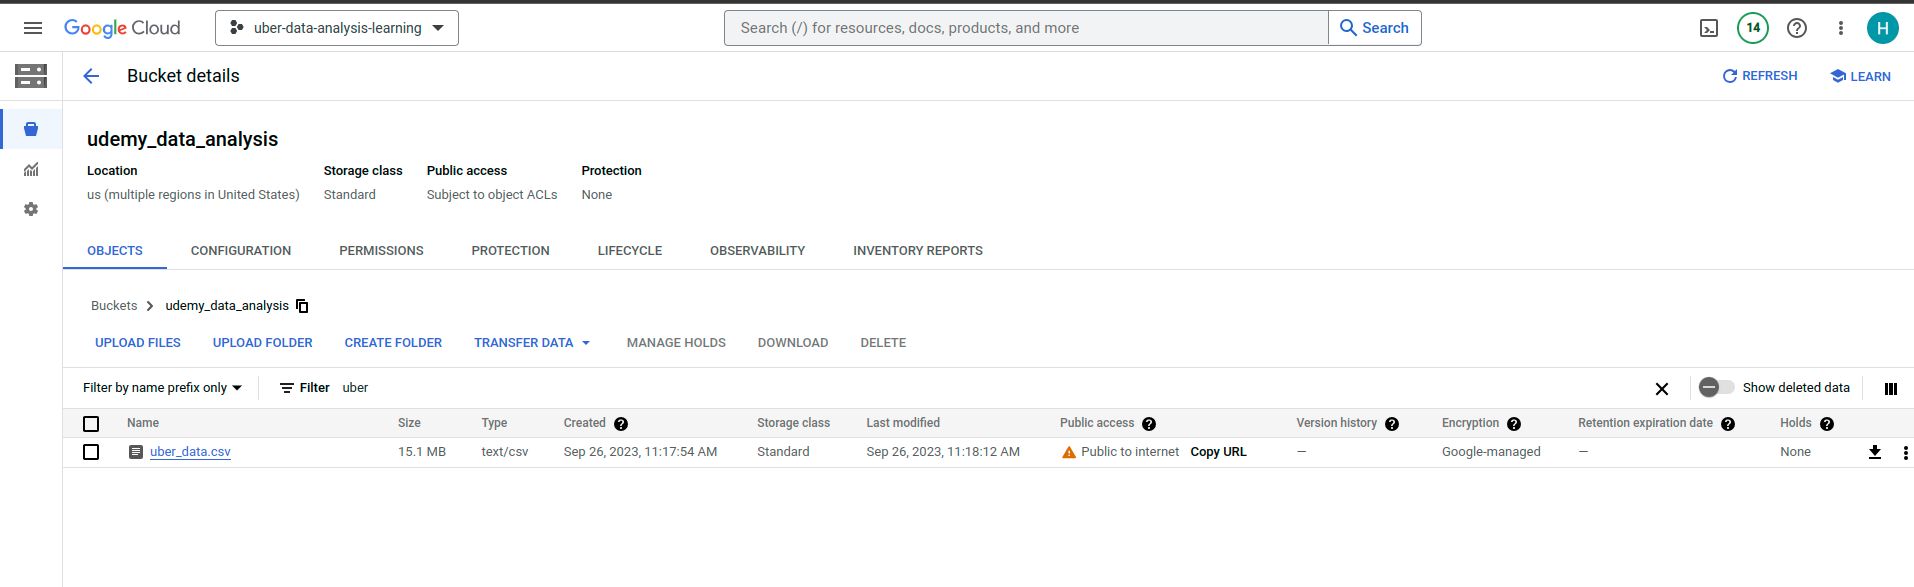 Google Cloud uber-data-analysis-learning Search (/) for resources, docs, products, and more Search 14 H
Bucket details REFRESH LEARN
udemy_data_analysis
Location Storage class Public access Protection
us (multiple regions in United States) Standard Subject to object ACLs None
OBJECTS CONFIGURATION PERMISSIONS PROTECTION LIFECYCLE OBSERVABILITY INVENTORY REPORTS
Buckets > udemy_data_analysis
UPLOAD FILES UPLOAD FOLDER CREATE FOLDER TRANSFER DATA MANAGE HOLDS DOWNLOAD DELETE
Filter by name prefix only Filter uber Show deleted data
Name Size Type Created Storage class Last modified Public access Version history Encryption Retention expiration date Holds
uber_data.csv 15.1 MB text/csv Sep 26, 2023, 11:17:54 AM Standard Sep 26, 2023, 11:18:12 AM Public to internet Copy URL — Google-managed — None